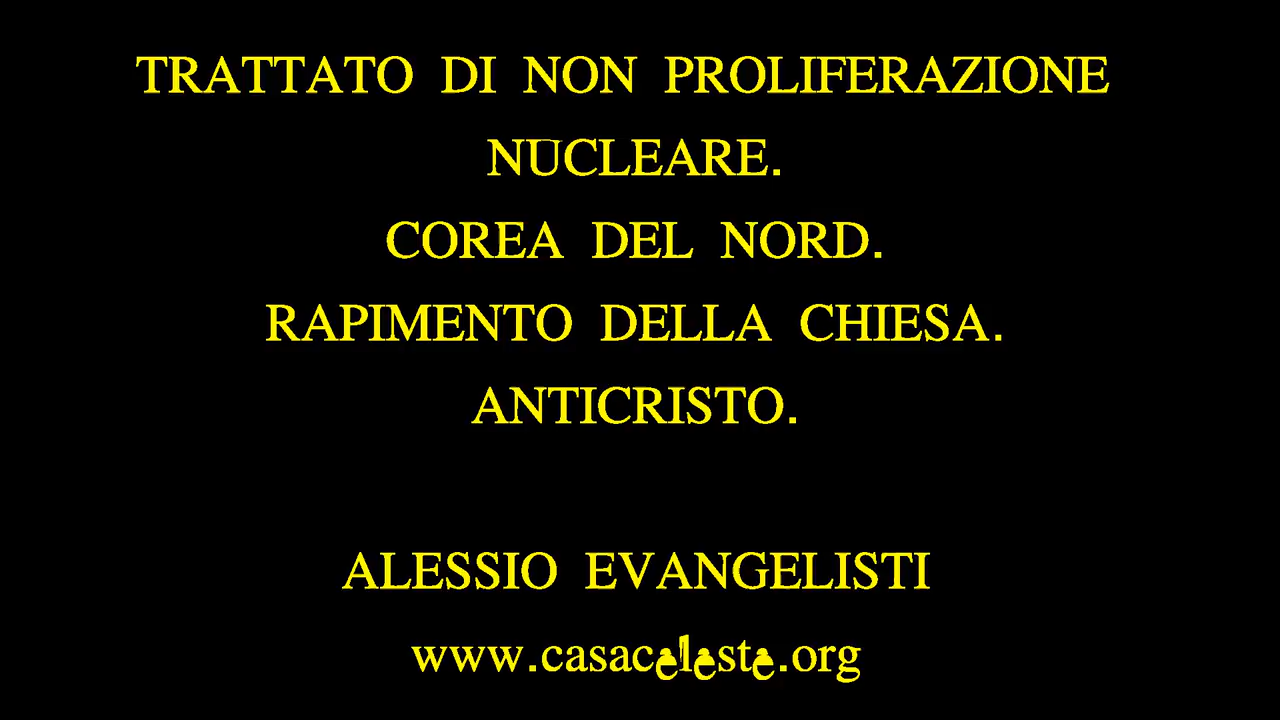 TRATTATO DI NON PROLIFERAZIONE
NUCLEARE.
COREA DEL NORD.
RAPIMENTO DELLA CHIESA.
ANTICRISTO.
ALESSIO EVANGELISTI
www.casaceleste.org